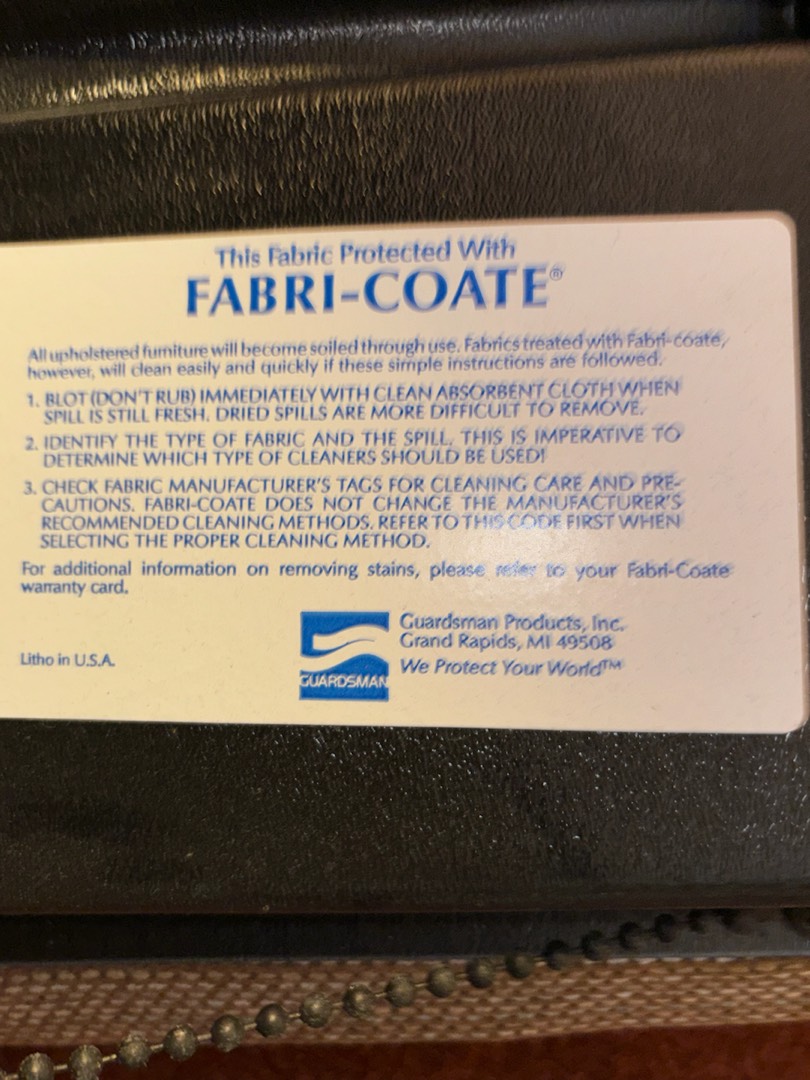 This Fabric Protected With
FABRI-COATE®
All upholstered furniture will become soiled through use. Fabrics treated with Fabri-coate,
however, will clean easily and quickly if these simple instructions are followed.
1. BLOT (DON'T RUB) IMMEDIATELY WITH CLEAN ABSORBENT CLOTH WHEN
SPILL IS STILL FRESH. DRIED SPILLS ARE MORE DIFFICULT TO REMOVE.
2. IDENTIFY THE TYPE OF FABRIC AND THE SPILL. THIS IS IMPERATIVE TO
DETERMINE WHICH TYPE OF CLEANERS SHOULD BE USED!
3. CHECK FABRIC MANUFACTURER'S TAGS FOR CLEANING CARE AND PRE-
CAUTIONS. FABRI-COATE DOES NOT CHANGE THE MANUFACTURER'S
RECOMMENDED CLEANING METHODS. REFER TO THIS CODE FIRST WHEN
SELECTING THE PROPER CLEANING METHOD.
For additional information on removing stains, please refer to your Fabri-Coate
warranty card.
Guardsman Products, Inc.
Grand Rapids, MI 49508
We Protect Your World™
Litho in U.S.A.
GUARDSMAN